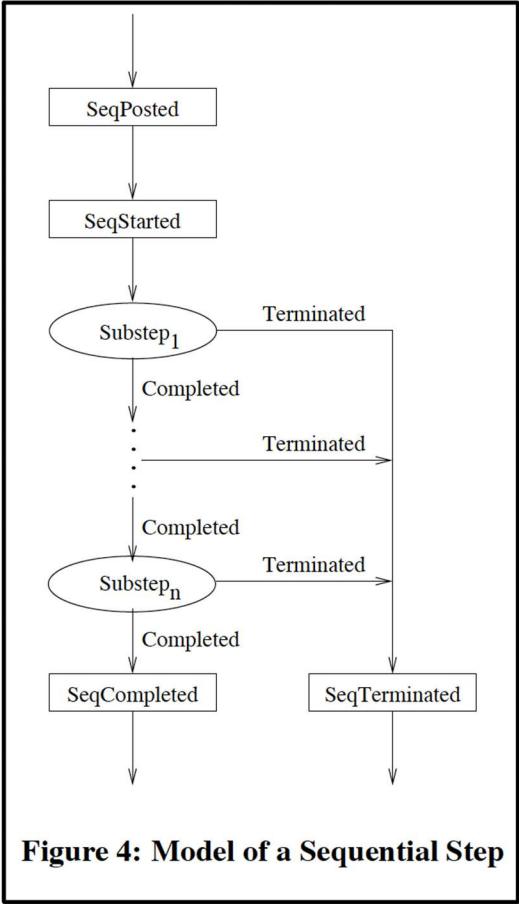 SeqPosted
SeqStarted
Terminated
Substep1
Completed
Terminated
Completed
Terminated
Substepn
Completed
SeqCompleted
SeqTerminated
Figure 4: Model of a Sequential Step